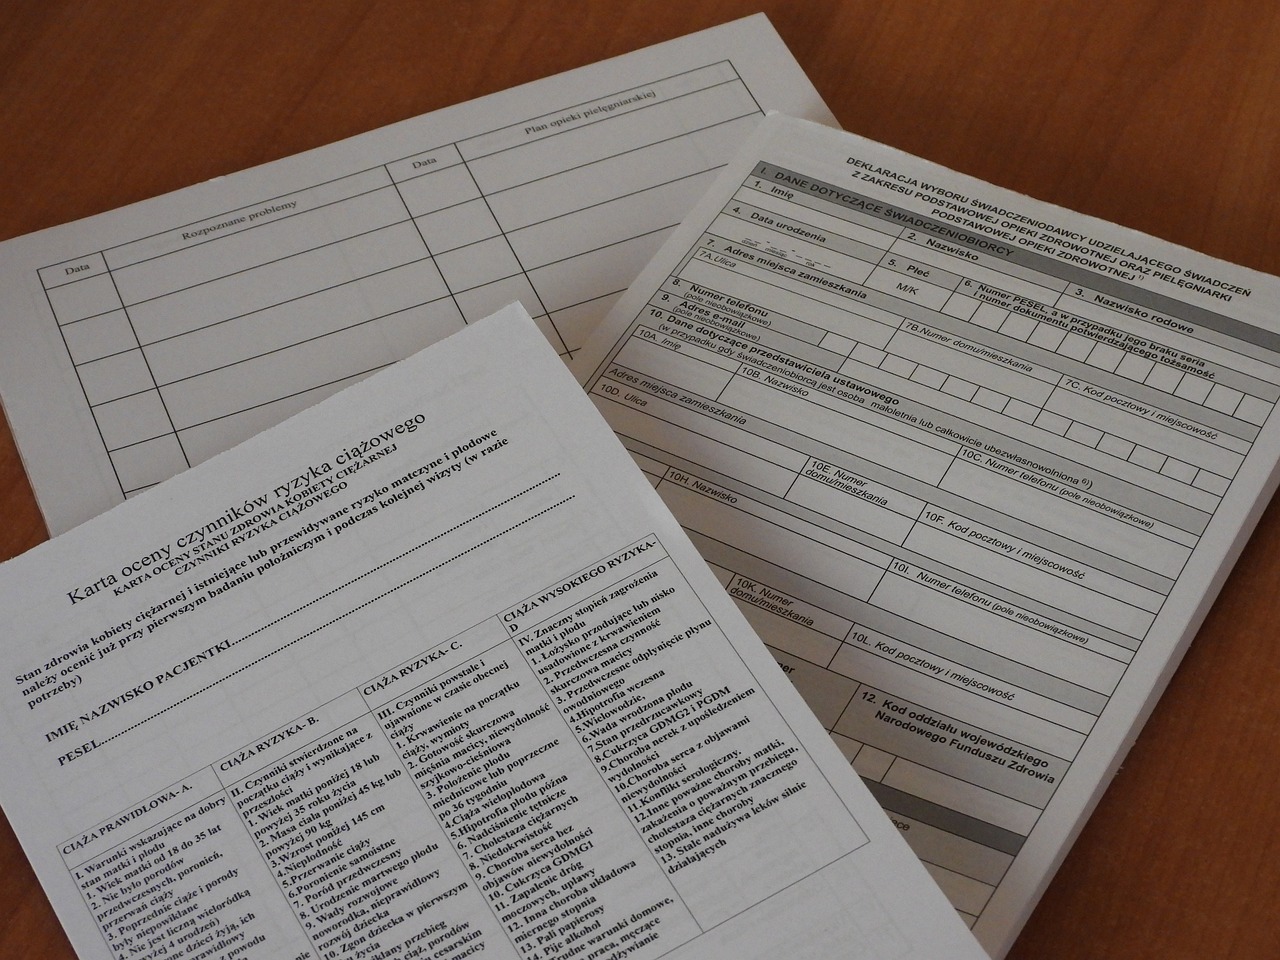 Data
Rozpoznane problemy
Data
Plan opieki pielęgniarskiej
DEKLARACJA WYBORU ŚWIADCZENIODAWCY UDZIELAJĄCEGO ŚWIADCZEŃ
Z ZAKRESU PODSTAWOWEJ OPIEKI ZDROWOTNEJ ORAZ PIELĘGNIARKI
PODSTAWOWEJ OPIEKI ZDROWOTNEJ ¹⁾
I. DANE DOTYCZĄCE ŚWIADCZENIOBIORCY
1. Imię
2. Nazwisko
3. Nazwisko rodowe
4. Data urodzenia
5. Płeć
M/K
6. Numer PESEL, a w przypadku jego braku seria
i numer dokumentu potwierdzającego tożsamość
7. Adres miejsca zamieszkania
7A.Ulica
7B.Numer domu/mieszkania
7C. Kod pocztowy i miejscowość
8. Numer telefonu
(pole nieobowiązkowe)
9. Adres e-mail
(pole nieobowiązkowe)
10. Dane dotyczące przedstawiciela ustawowego
(w przypadku gdy świadczeniobiorcą jest osoba małoletnia lub całkowicie ubezwłasnowolniona ⁶⁾)
10A. Imię
10B. Nazwisko
10C. Numer telefonu (pole nieobowiązkowe)
Adres miejsca zamieszkania
10D. Ulica
10E. Numer
domu/mieszkania
10F. Kod pocztowy i miejscowość
10H. Nazwisko
10I. Numer telefonu (pole nieobowiązkowe)
10K. Numer
domu/mieszkania
10L. Kod pocztowy i miejscowość
12. Kod oddziału wojewódzkiego
Narodowego Funduszu Zdrowia
Karta oceny czynników ryzyka ciążowego
KARTA OCENY STANU ZDROWIA KOBIETY CIĘŻARNEJ
CZYNNIKI RYZYKA CIĄŻOWEGO
Stan zdrowia kobiety ciężarnej i istniejące lub przewidywane ryzyko matczyne i płodowe
należy ocenić już przy pierwszym badaniu położniczym i podczas kolejnej wizyty (w razie
potrzeby)
IMIĘ NAZWISKO PACJENTKI
PESEL
CIĄŻA PRAWIDŁOWA- A.
I. Warunki wskazujące na dobry
stan matki i płodu
1. Wiek matki od 18 do 35 lat
2. Nie było porodów
przedwczesnych, poronień,
przerwań ciąży
3. Poprzednie ciąże i porody
były niepowikłane
4. Nie jest liczną wieloródką
CIĄŻA RYZYKA- B.
II. Czynniki stwierdzone na
początku ciąży i wynikające z
przeszłości
1. Wiek matki poniżej 18 lub
powyżej 35 roku życia
2. Masa ciała poniżej 45 kg lub
powyżej 90 kg
3. Wzrost poniżej 145 cm
4.Niepłodność
5.Przerwanie ciąży
6.Poronienie samoistne
7. Poród przedwczesny
8. Urodzenie martwego płodu
9. Wady rozwojowe
noworodka, nieprawidłowy
rozwój dziecka
10. Zgon dziecka w pierwszym
CIĄŻA RYZYKA- C.
III. Czynniki powstałe i
ujawnione w czasie obecnej
ciąży
1. Krwawienie na początku
ciąży, wymioty
2. Gotowość skurczowa
mięśnia macicy, niewydolność
szyjkowo-cieśniowa
3. Położenie płodu
miednicowe lub poprzeczne
po 36 tygodniu
4.Ciąża wielopłodowa
5.Hipotrofia płodu późna
6. Nadciśnienie tętnicze
7. Cholestaza ciężarnych
8. Niedokrwistość
9. Choroba serca bez
objawów niewydolności
10. Cukrzyca GDMG1
11. Zapalenie dróg
moczowych, upławy
12. Inna choroba układowa
miernego stopnia
13. Pali papierosy
14. Pije alkohol
CIĄŻA WYSOKIEGO RYZYKA-
D
IV. Znaczny stopień zagrożenia
matki i płodu
1. Łożysko przodujące lub nisko
usadowione z krwawieniem
2. Przedwczesna czynność
skurczowa macicy
3. Przedwczesne odpłynięcie płynu
owodniowego
4.Hipotrofia wczesna
5.Wielowodzie,
6.Wada wrodzona płodu
7.Stan przedrzucawkowy
8.Cukrzyca GDMG2 i PGDM
9. Choroba nerek z upośledzeniem
wydolności
10.Choroba serca z objawami
niewydolności
11.Konflikt serologiczny.
12.Inne poważne choroby matki,
zakażenia o poważnym przebiegu,
cholestaza ciężarnych znacznego
stopnia, inne choroby
13. Stale nadużywa leków silnie
działających